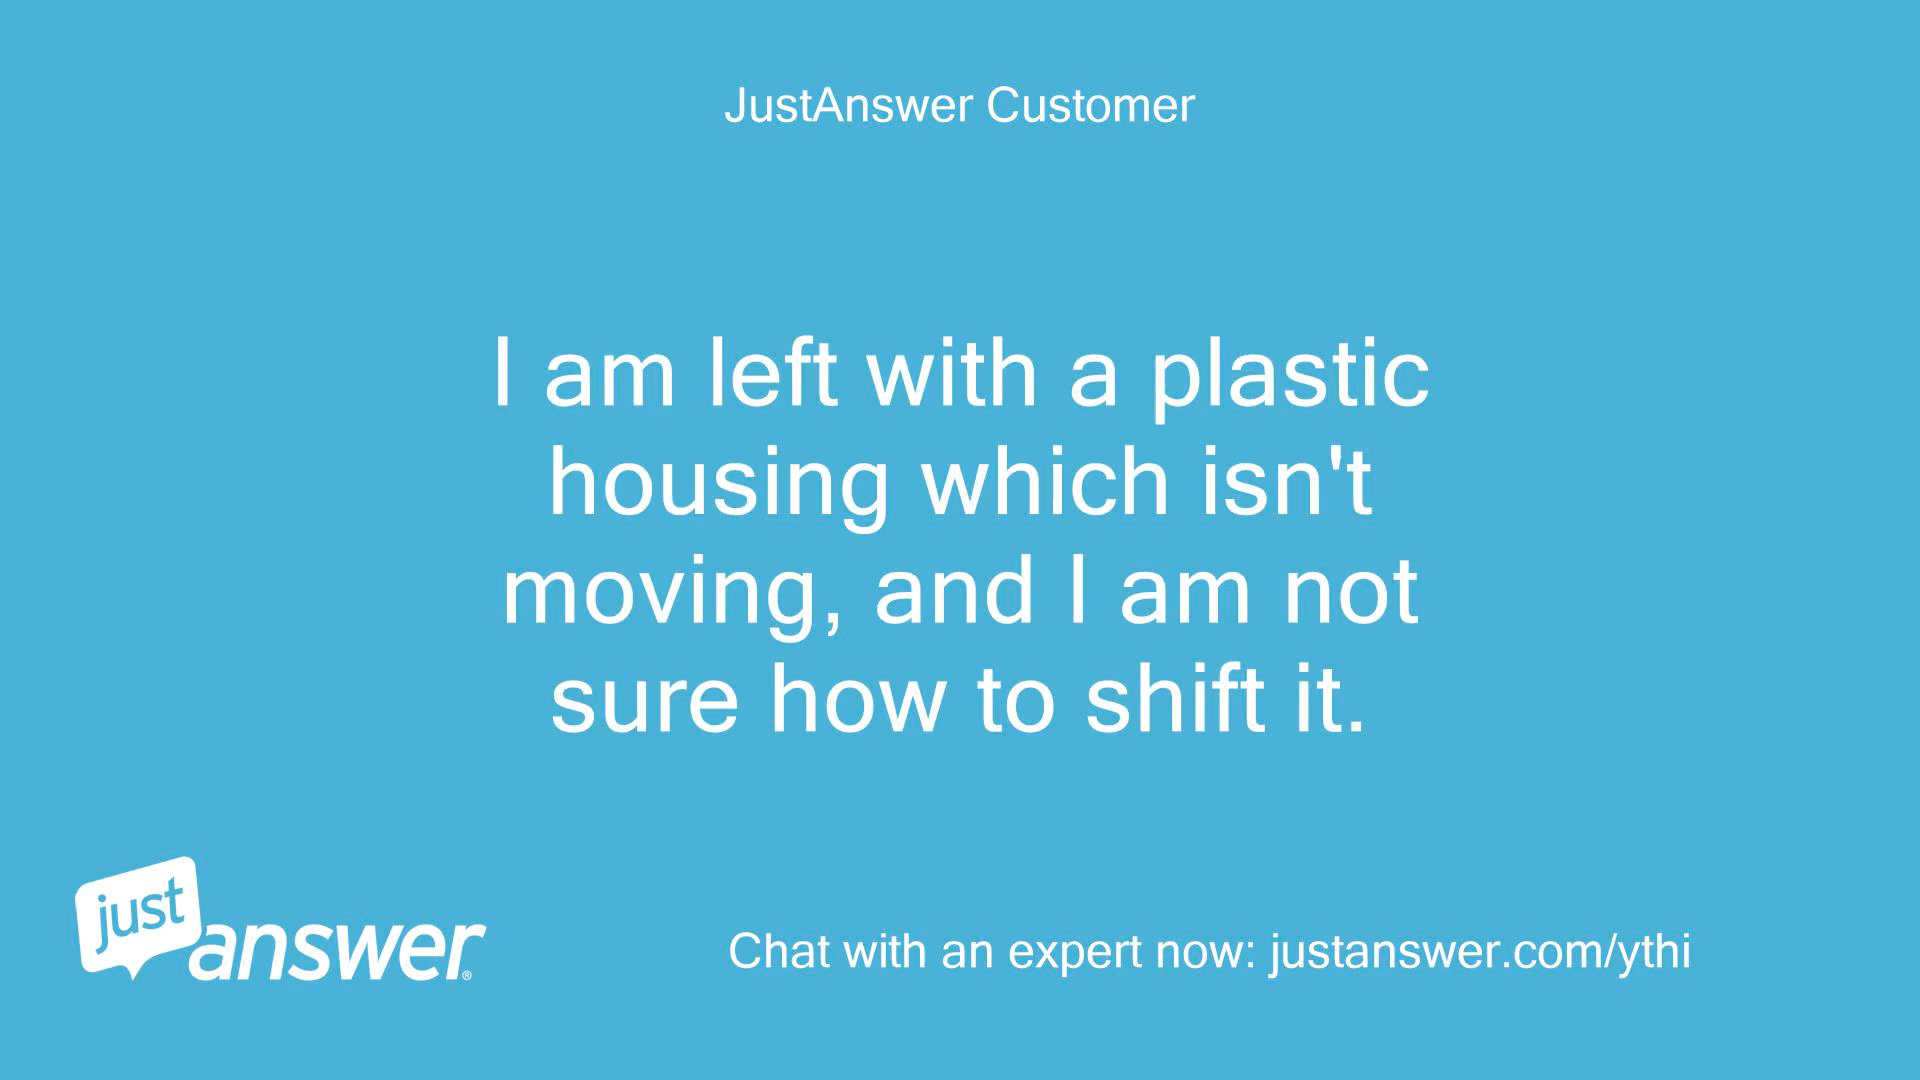 JustAnswer Customer
I am left with a plastic
housing which isn't
moving, and I am not
sure how to shift it.
just
answer®
Chat with an expert now: justanswer.com/ythi